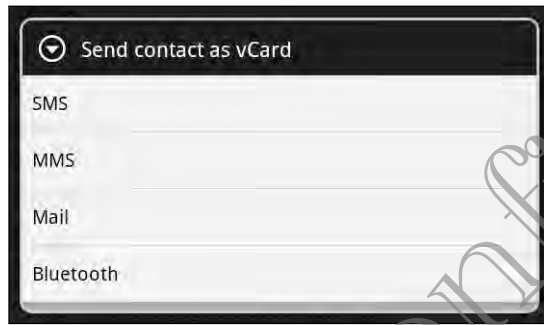 Send contact as vCard
SMS
MMS
Mail
Bluetooth